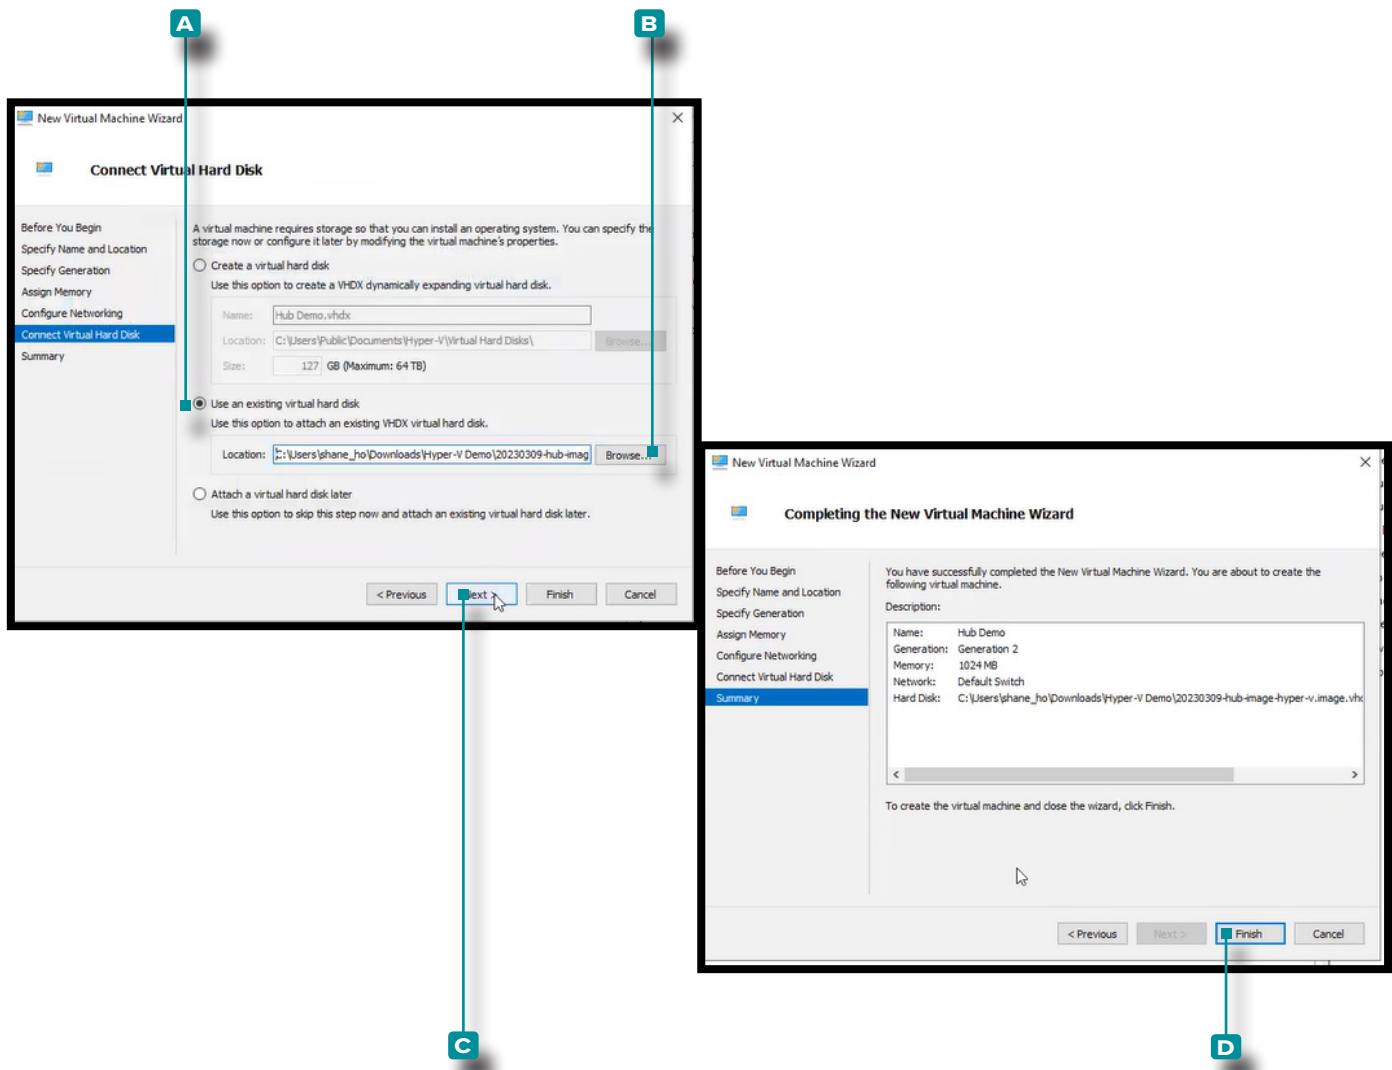 A
B
New Virtual Machine Wizard
Connect Virtual Hard Disk
Before You Begin
Specify Name and Location
Specify Generation
Assign Memory
Configure Networking
Connect Virtual Hard Disk
Summary
A virtual machine requires storage so that you can install an operating system. You can specify the
storage now or configure it later by modifying the virtual machine's properties.
Create a virtual hard disk
Use this option to create a VHDX dynamically expanding virtual hard disk.
Name: Hub Demo.vhdx
Location: C:\Users\Public\Documents\Hyper-V\Virtual Hard Disks\ Browse...
Size: 127 GB (Maximum: 64 TB)
Use an existing virtual hard disk
Use this option to attach an existing VHDX virtual hard disk.
Location: :\Users\shane_ho\Downloads\Hyper-V Demo\20230309-hub-imag Browse...
Attach a virtual hard disk later
Use this option to skip this step now and attach an existing virtual hard disk later.
< Previous Next > Finish Cancel
New Virtual Machine Wizard
Completing the New Virtual Machine Wizard
Before You Begin
Specify Name and Location
Specify Generation
Assign Memory
Configure Networking
Connect Virtual Hard Disk
Summary
You have successfully completed the New Virtual Machine Wizard. You are about to create the
following virtual machine.
Description:
Name: Hub Demo
Generation: Generation 2
Memory: 1024 MB
Network: Default Switch
Hard Disk: C:\Users\shane_ho\Downloads\Hyper-V Demo\20230309-hub-image-hyper-v.image.vhd
To create the virtual machine and close the wizard, click Finish.
< Previous Next > Finish Cancel
C
D